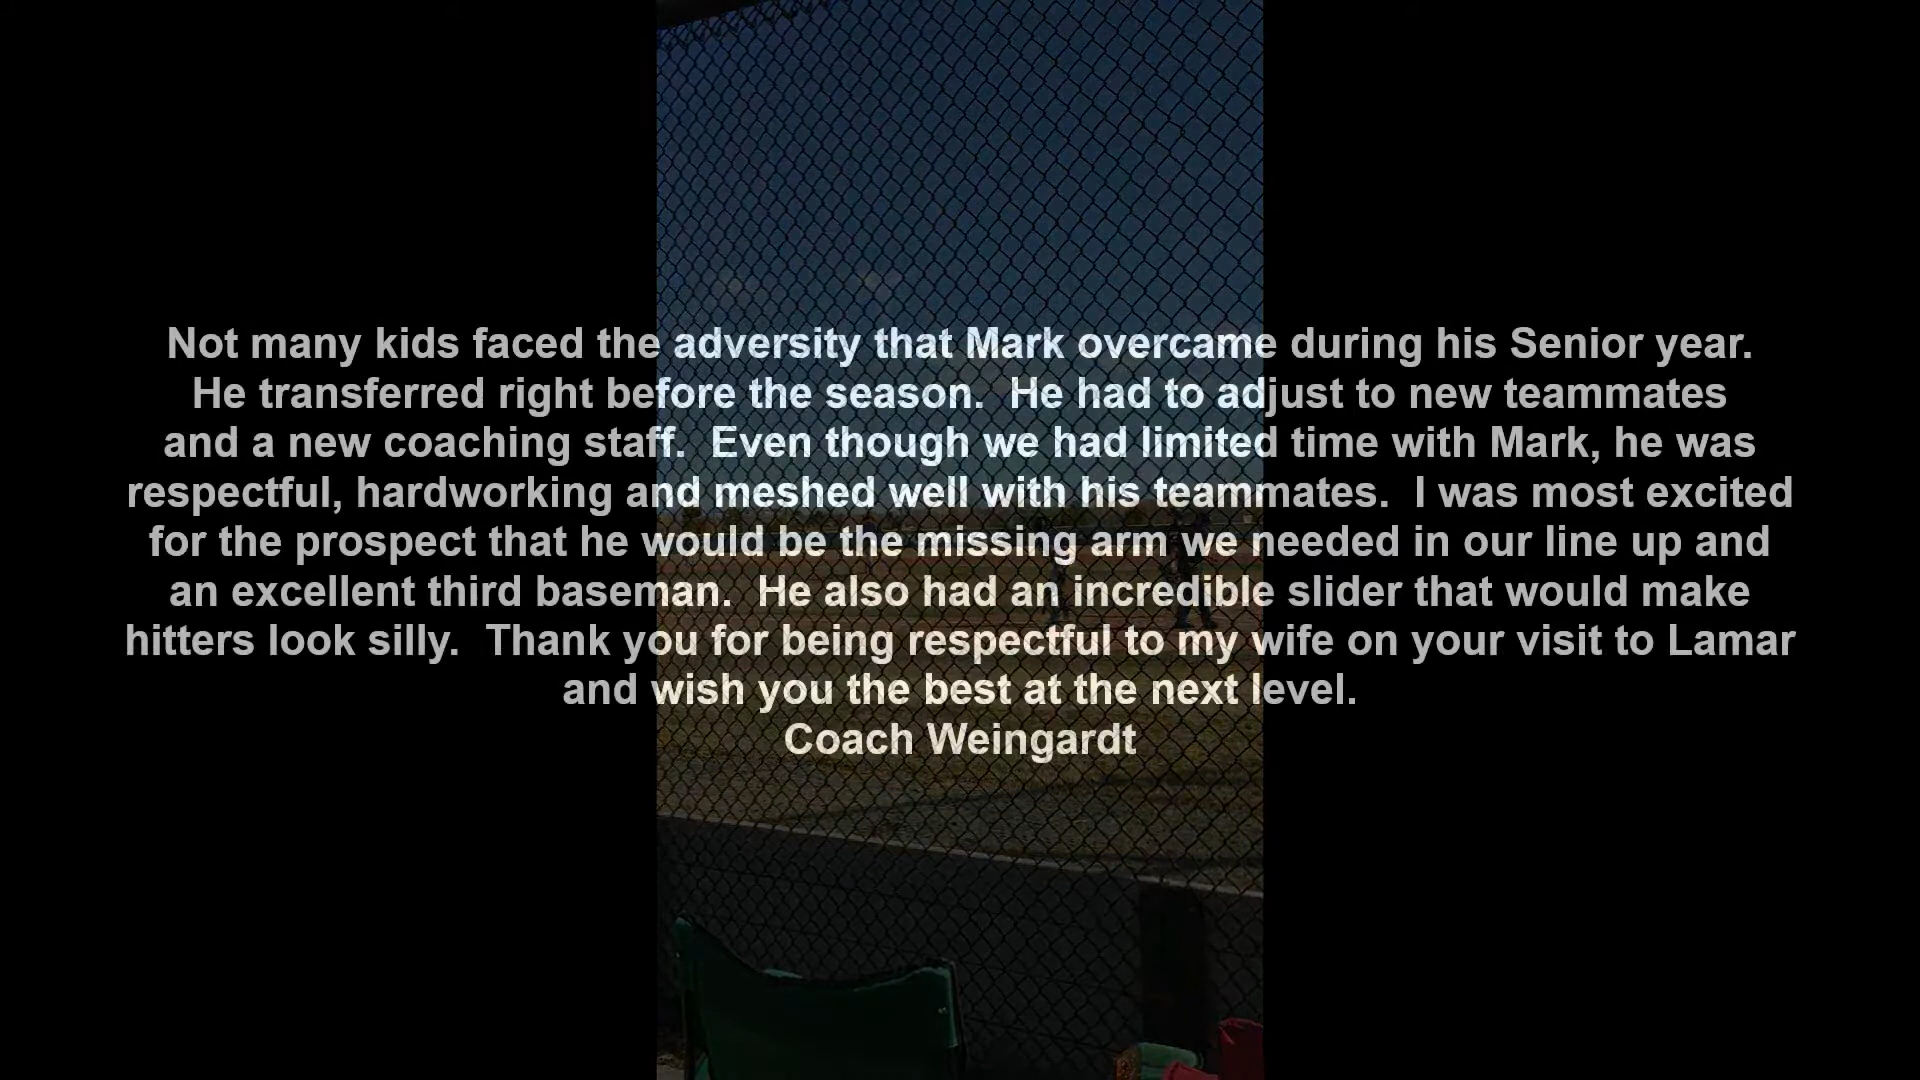 Not many kids faced the adversity that Mark overcame during his Senior year.
He transferred right before the season.  He had to adjust to new teammates
and a new coaching staff.  Even though we had limited time with Mark, he was
respectful, hardworking and meshed well with his teammates.  I was most excited
for the prospect that he would be the missing arm we needed in our line up and
an excellent third baseman.  He also had an incredible slider that would make
hitters look silly.  Thank you for being respectful to my wife on your visit to Lamar
and wish you the best at the next level.
Coach Weingardt